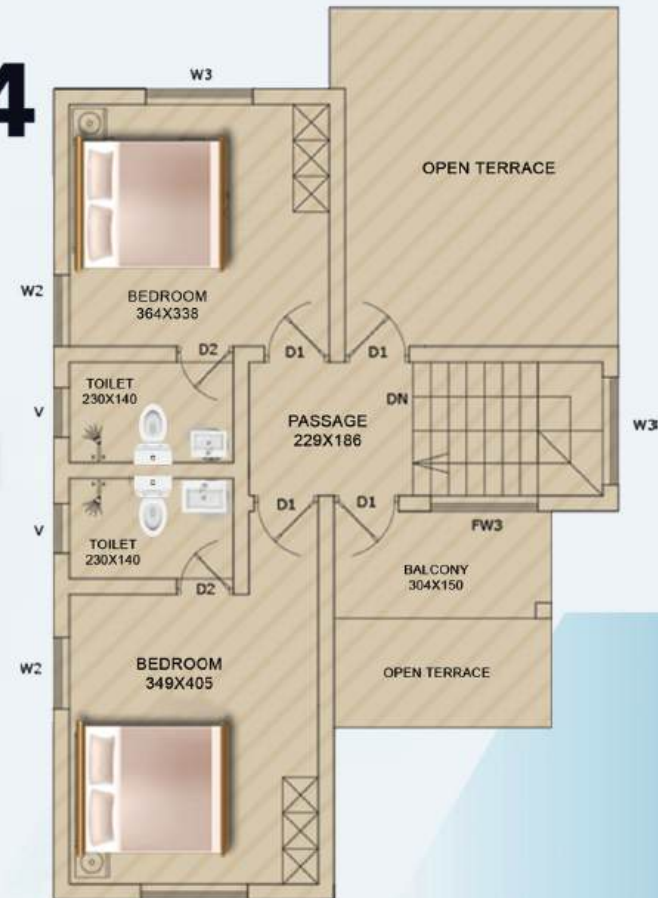 4
W3
OPEN TERRACE
W2
BEDROOM
364X338
D2
D1
D1
TOILET
230X140
V
DN
PASSAGE
229X186
W3
V
D1
D1
FW3
TOILET
230X140
D2
BALCONY
304X150
W2
BEDROOM
349X405
OPEN TERRACE